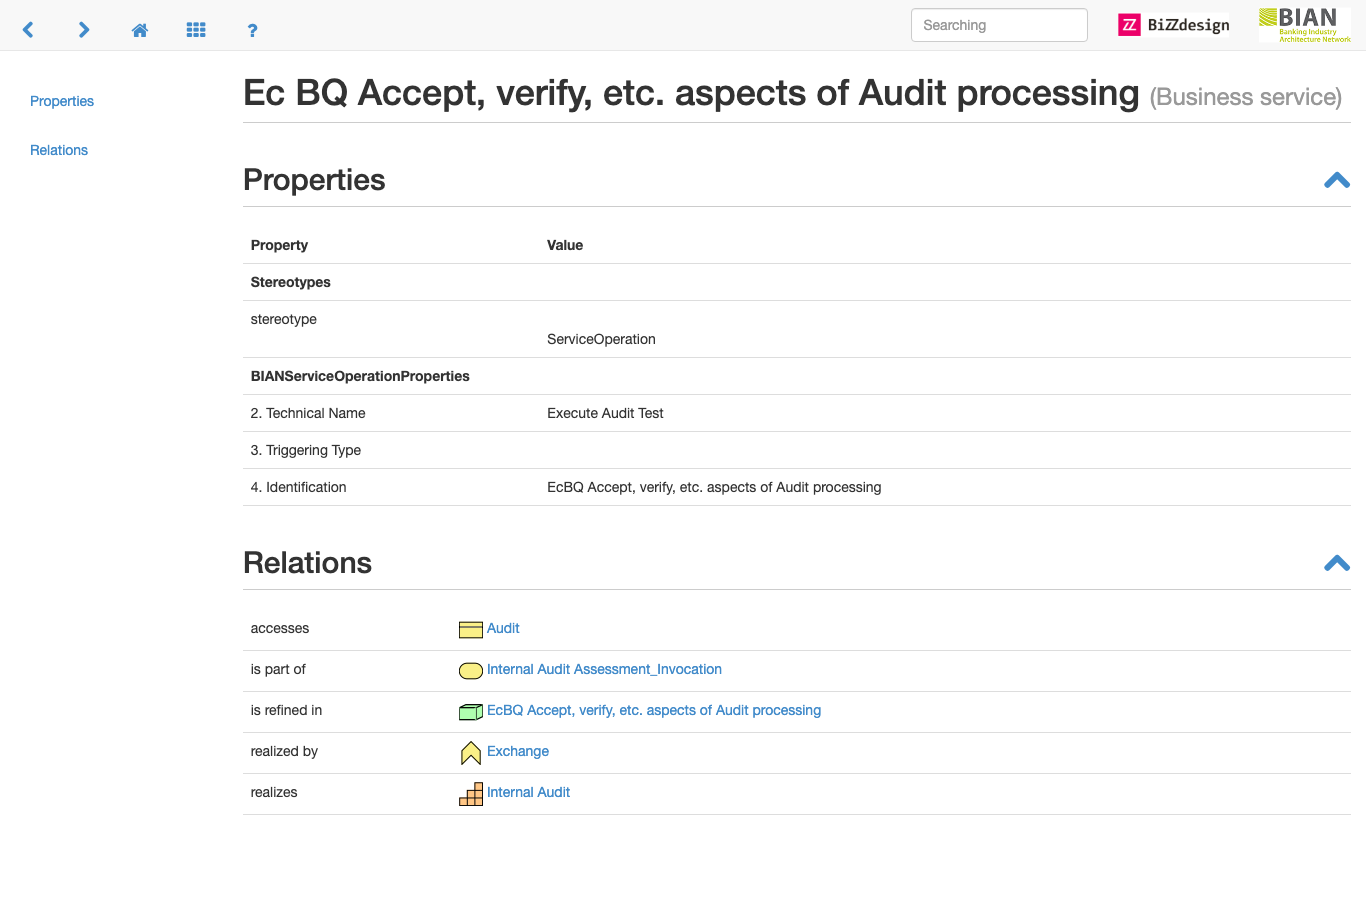 ?
Searching
BiZZdesign
BIAN
Banking Industry
Architecture Network
Properties
Relations
Ec BQ Accept, verify, etc. aspects of Audit processing (Business service)
Properties
Property Value
Stereotypes
stereotype
ServiceOperation
BIANServiceOperationProperties
2. Technical Name Execute Audit Test
3. Triggering Type
4. Identification EcBQ Accept, verify, etc. aspects of Audit processing
Relations
accesses Audit
is part of Internal Audit Assessment_Invocation
is refined in EcBQ Accept, verify, etc. aspects of Audit processing
realized by Exchange
realizes Internal Audit